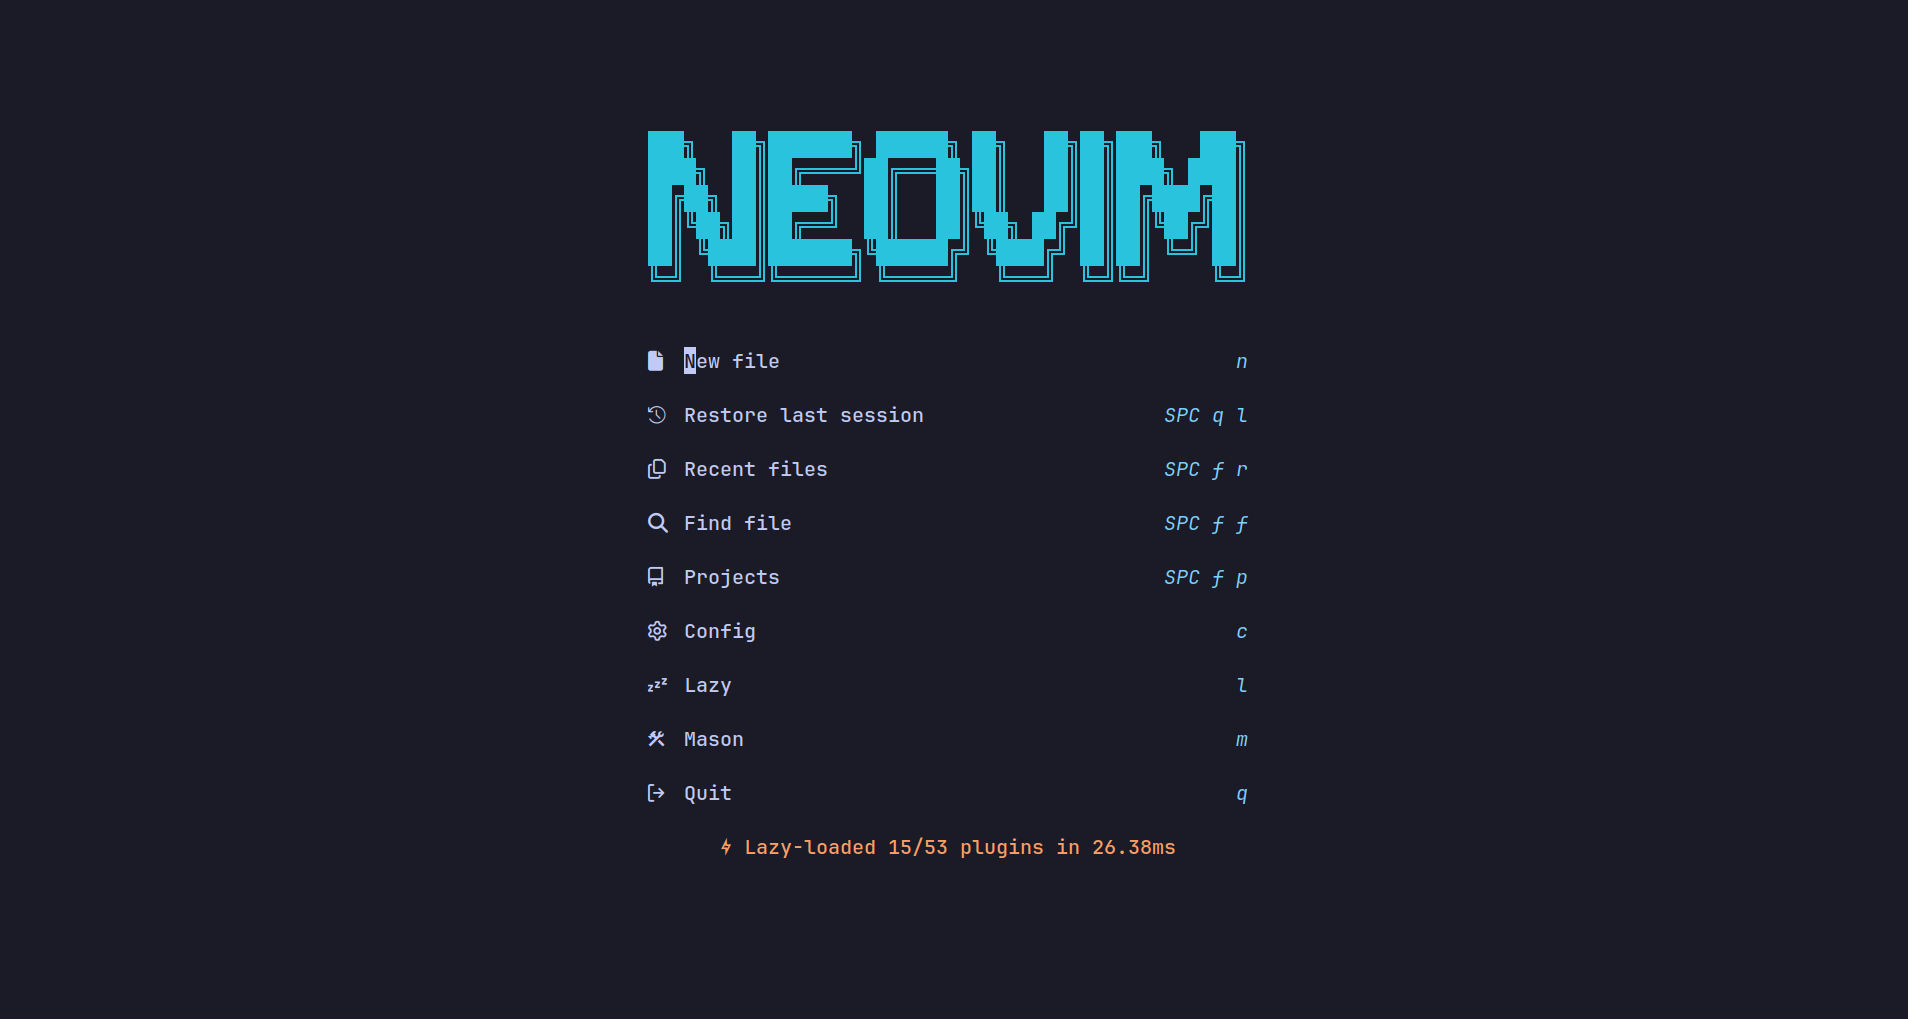 NEOVIM
New file n
Restore last session SPC q l
Recent files SPC f r
Find file SPC f f
Projects SPC f p
Config c
zzz Lazy l
Mason m
Quit q
Lazy-loaded 15/53 plugins in 26.38ms